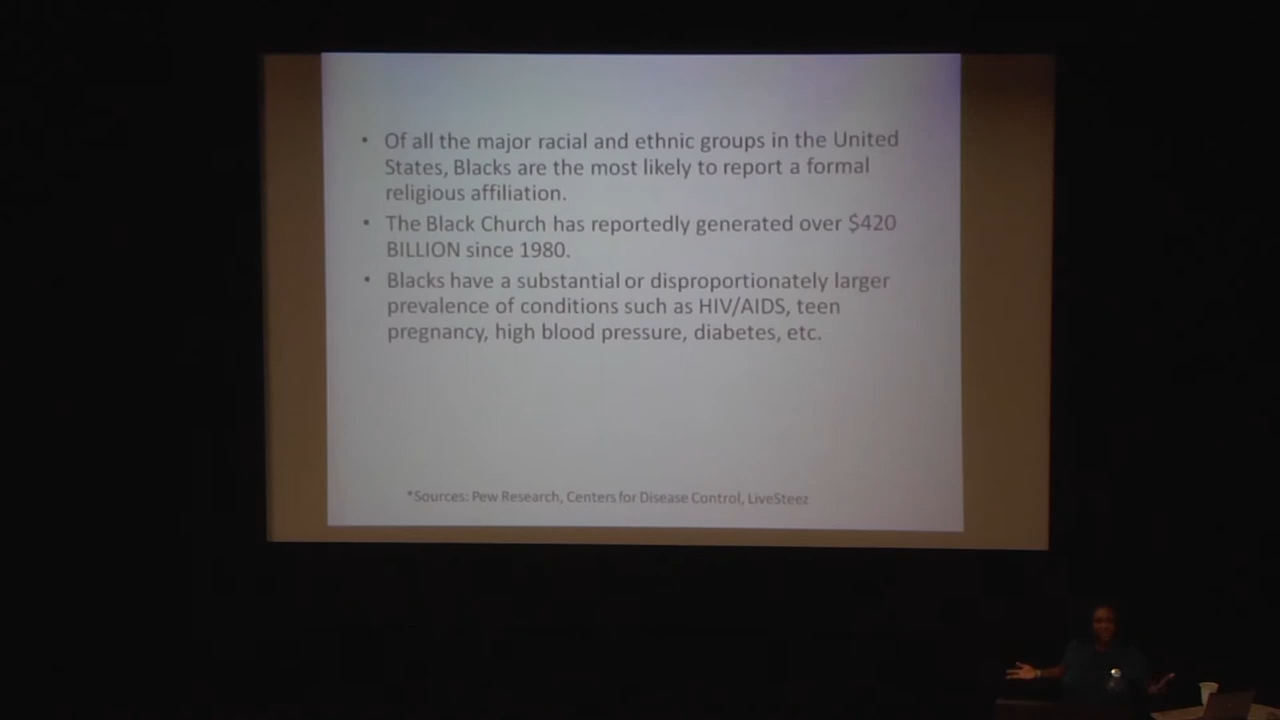 • Of all the major racial and ethnic groups in the United
States, Blacks are the most likely to report a formal
religious affiliation.
• The Black Church has reportedly generated over $420
BILLION since 1980.
• Blacks have a substantial or disproportionately larger
prevalence of conditions such as HIV/AIDS, teen
pregnancy, high blood pressure, diabetes, etc.
*Sources: Pew Research, Centers for Disease Control, LiveSteez